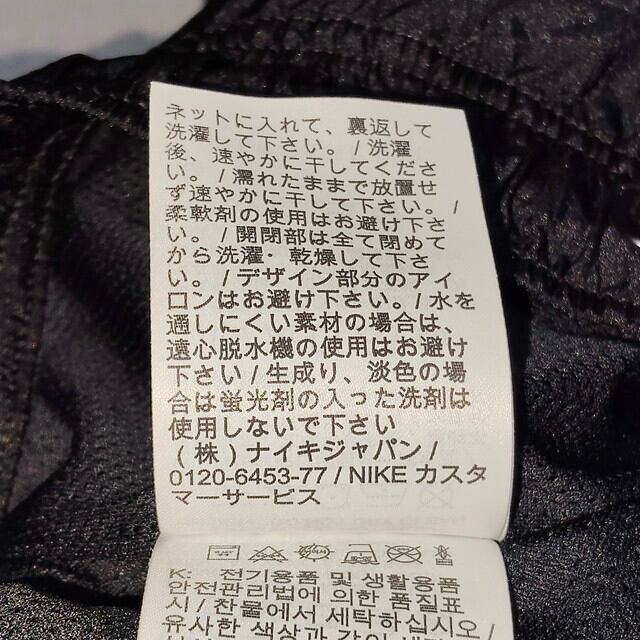 ネットに入れて、裏返して
洗濯して下さい。/ 洗濯
後、速やかに干してくださ
い。/ 濡れたままで放置せ
ず速やかに干して下さい。/
柔軟剤の使用はお避け下さ
い。/ 開閉部は全て閉めて
から洗濯・乾燥して下さ
い。/ デザイン部分のアイ
ロンはお避け下さい。/ 水を
通しにくい素材の場合は、
遠心脱水機の使用はお避け
下さい / 生成り、淡色の場
合は蛍光剤の入った洗剤は
使用しないで下さい
(株) ナイキジャパン /
0120-6453-77 / NIKE カスタ
マーサービス
K: 전기용품 및 생활용품
안전관리법에 의한 품질표
시 / 찬물에서 세탁하십시오 /
유사한 색상과 같이 세